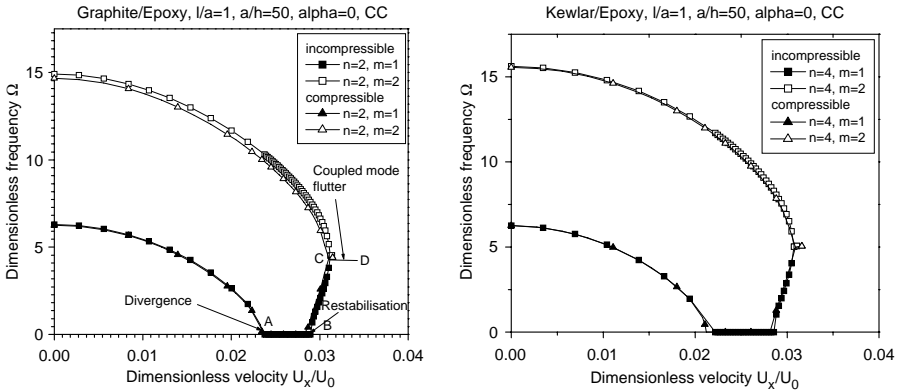 Graphite/Epoxy, l/a=1, a/h=50, alpha=0, CC
Dimensionless frequency Ω
15
10
5
0
incompressible
n=2, m=1
n=2, m=2
compressible
n=2, m=1
n=2, m=2
Coupled mode
flutter
C
D
Divergence
A
Restabilisation
B
0.00 0.01 0.02 0.03 0.04
Dimensionless velocity Uₓ/U₀
Kewlar/Epoxy, l/a=1, a/h=50, alpha=0, CC
Dimensionless frequency Ω
15
10
5
0
incompressible
n=4, m=1
n=4, m=2
compressible
n=4, m=1
n=4, m=2
0.00 0.01 0.02 0.03 0.04
Dimensionless velocity Uₓ/U₀